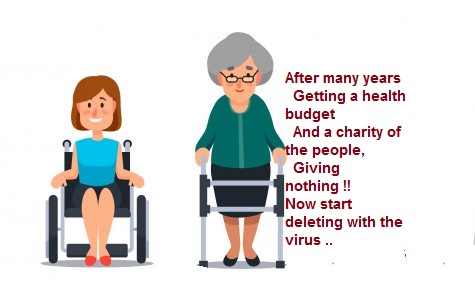 After many years
Getting a health
budget
And a charity of
the people,
Giving
nothing !!
Now start
deleting with the
virus ..